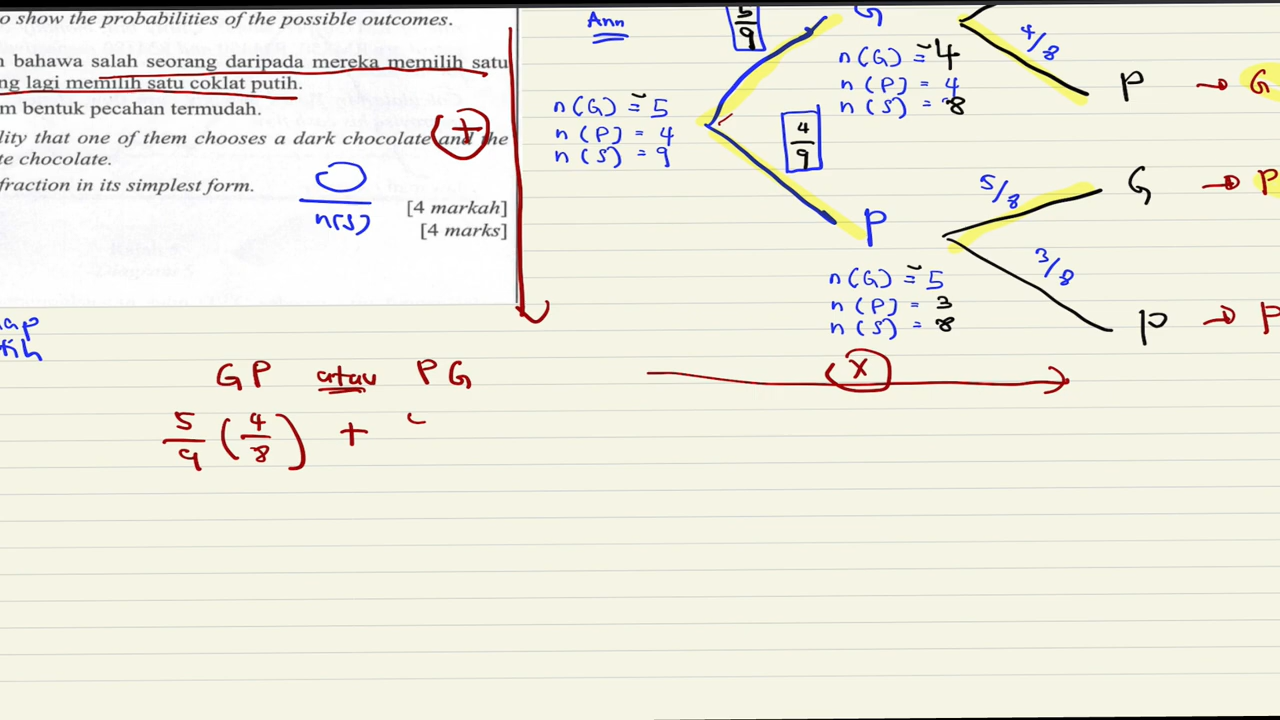 o show the probabilities of the possible outcomes.
n bahawa salah seorang daripada mereka memilih satu
ng lagi memilih satu coklat putih.
m bentuk pecahan termudah.
lity that one of them chooses a dark chocolate and the
te chocolate.
fraction in its simplest form.
[4 markah]
[4 marks]
+
n(S)
Ann
5/9
G
4/8
n(G) = 4
n(P) = 4
n(S) = 8
P → G
n(G) = 5
n(P) = 4
n(S) = 9
4/9
5/8
G → P
P
3/8
n(G) = 5
n(P) = 3
n(S) = 8
P → P
x
GP atau PG
5/9 (4/8) +